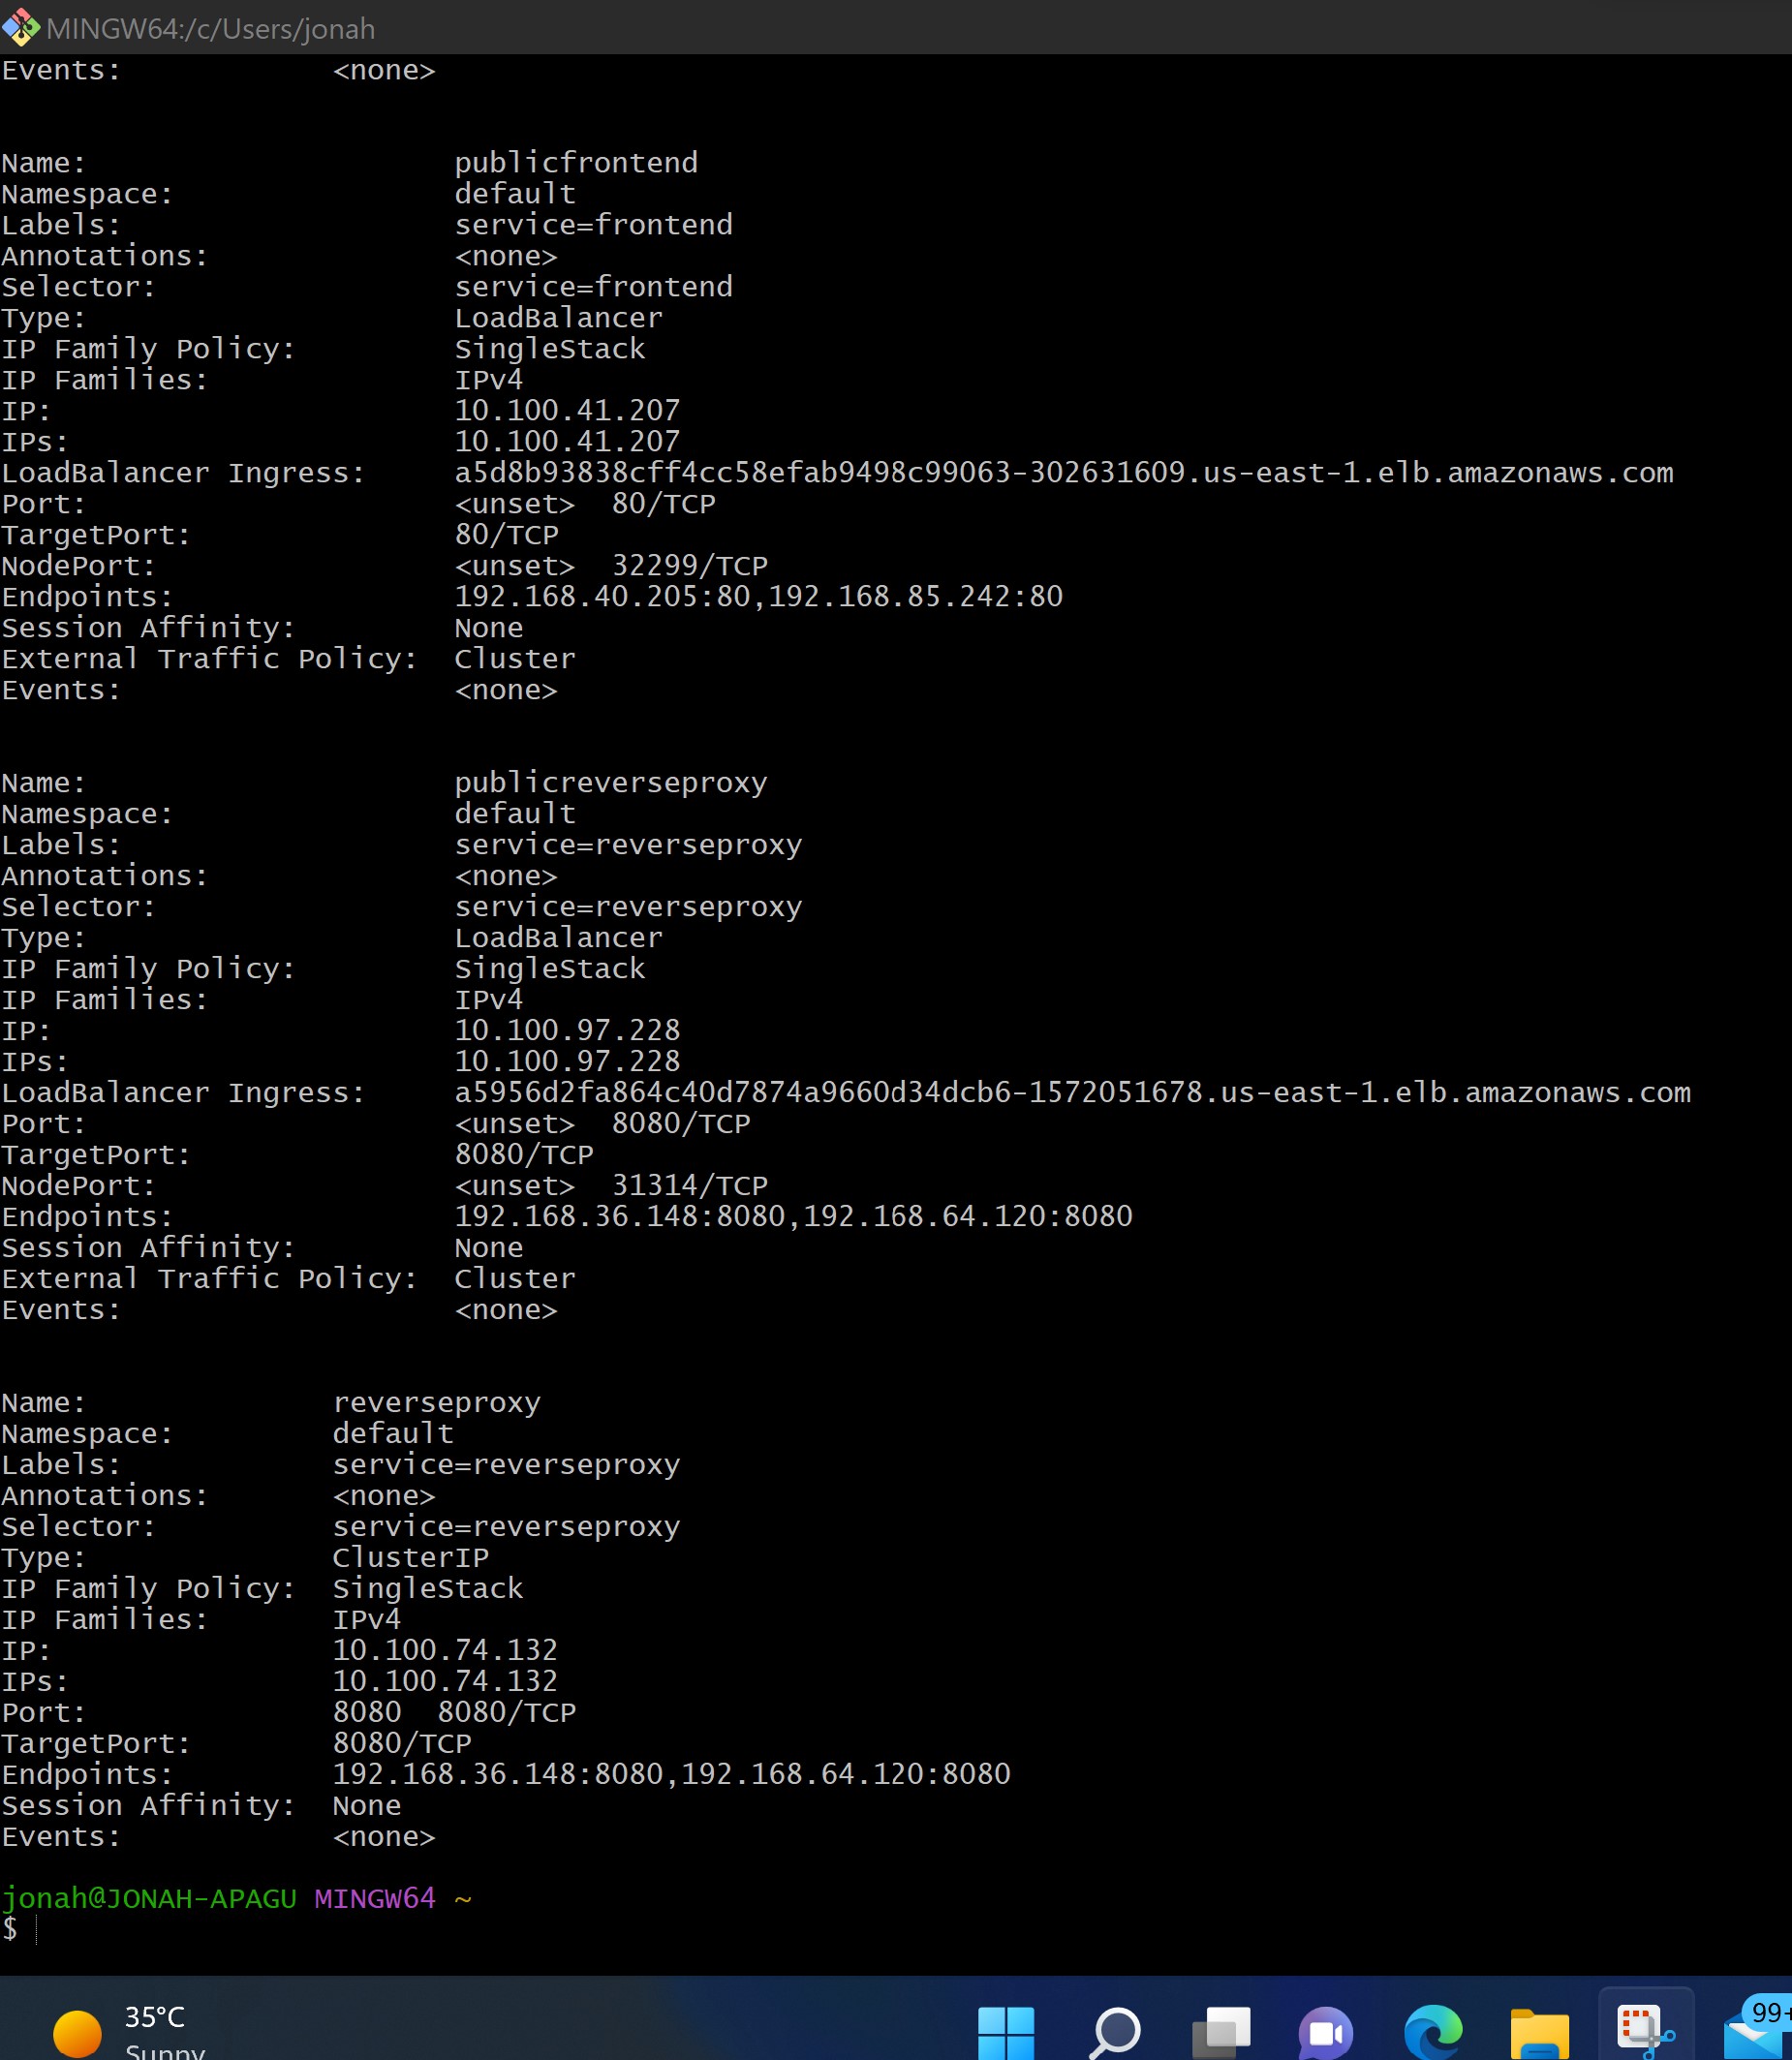 MINGW64:/c/Users/jonah
Events:            <none>
Name:                     publicfrontend
Namespace:                default
Labels:                   service=frontend
Annotations:              <none>
Selector:                 service=frontend
Type:                     LoadBalancer
IP Family Policy:         SingleStack
IP Families:              IPv4
IP:                       10.100.41.207
IPs:                      10.100.41.207
LoadBalancer Ingress:     a5d8b93838cff4cc58efab9498c99063-302631609.us-east-1.elb.amazonaws.com
Port:                     <unset>  80/TCP
TargetPort:               80/TCP
NodePort:                 <unset>  32299/TCP
Endpoints:                192.168.40.205:80,192.168.85.242:80
Session Affinity:         None
External Traffic Policy:  Cluster
Events:                   <none>
Name:                     publicreverseproxy
Namespace:                default
Labels:                   service=reverseproxy
Annotations:              <none>
Selector:                 service=reverseproxy
Type:                     LoadBalancer
IP Family Policy:         SingleStack
IP Families:              IPv4
IP:                       10.100.97.228
IPs:                      10.100.97.228
LoadBalancer Ingress:     a5956d2fa864c40d7874a9660d34dcb6-1572051678.us-east-1.elb.amazonaws.com
Port:                     <unset>  8080/TCP
TargetPort:               8080/TCP
NodePort:                 <unset>  31314/TCP
Endpoints:                192.168.36.148:8080,192.168.64.120:8080
Session Affinity:         None
External Traffic Policy:  Cluster
Events:                   <none>
Name:              reverseproxy
Namespace:         default
Labels:            service=reverseproxy
Annotations:       <none>
Selector:          service=reverseproxy
Type:              ClusterIP
IP Family Policy:  SingleStack
IP Families:       IPv4
IP:                10.100.74.132
IPs:               10.100.74.132
Port:              8080  8080/TCP
TargetPort:        8080/TCP
Endpoints:         192.168.36.148:8080,192.168.64.120:8080
Session Affinity:  None
Events:            <none>
jonah@JONAH-APAGU MINGW64 ~
$
35°C
Sunny
99+